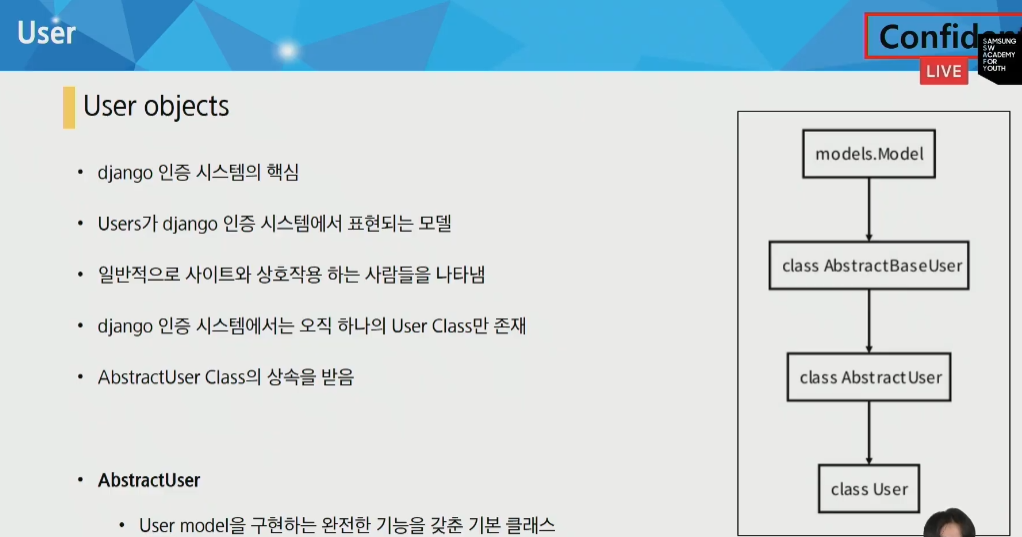 User
LIVE
SAMSUNG
SW
ACADEMY
FOR
YOUTH
User objects
• django 인증 시스템의 핵심
• Users가 django 인증 시스템에서 표현되는 모델
• 일반적으로 사이트와 상호작용 하는 사람들을 나타냄
• django 인증 시스템에서는 오직 하나의 User Class만 존재
• AbstractUser Class의 상속을 받음
• AbstractUser
• User model을 구현하는 완전한 기능을 갖춘 기본 클래스
models.Model
class AbstractBaseUser
class AbstractUser
class User